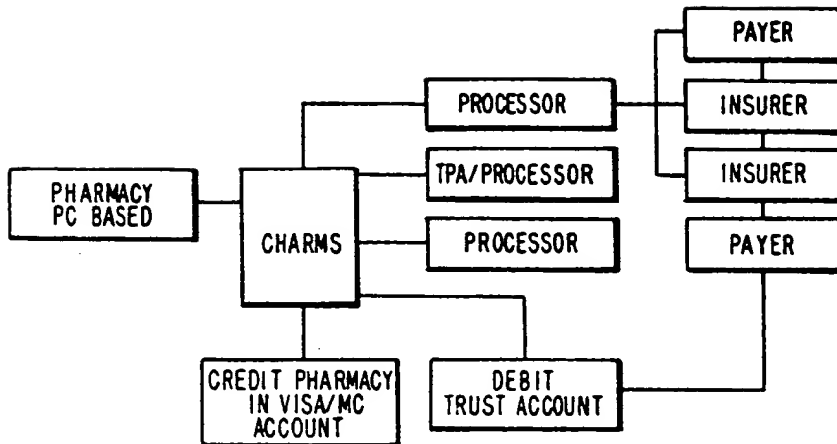 PAYER
PROCESSOR
INSURER
TPA/PROCESSOR
INSURER
PHARMACY
PC BASED
CHARMS
PROCESSOR
PAYER
CREDIT PHARMACY
IN VISA/MC
ACCOUNT
DEBIT
TRUST ACCOUNT